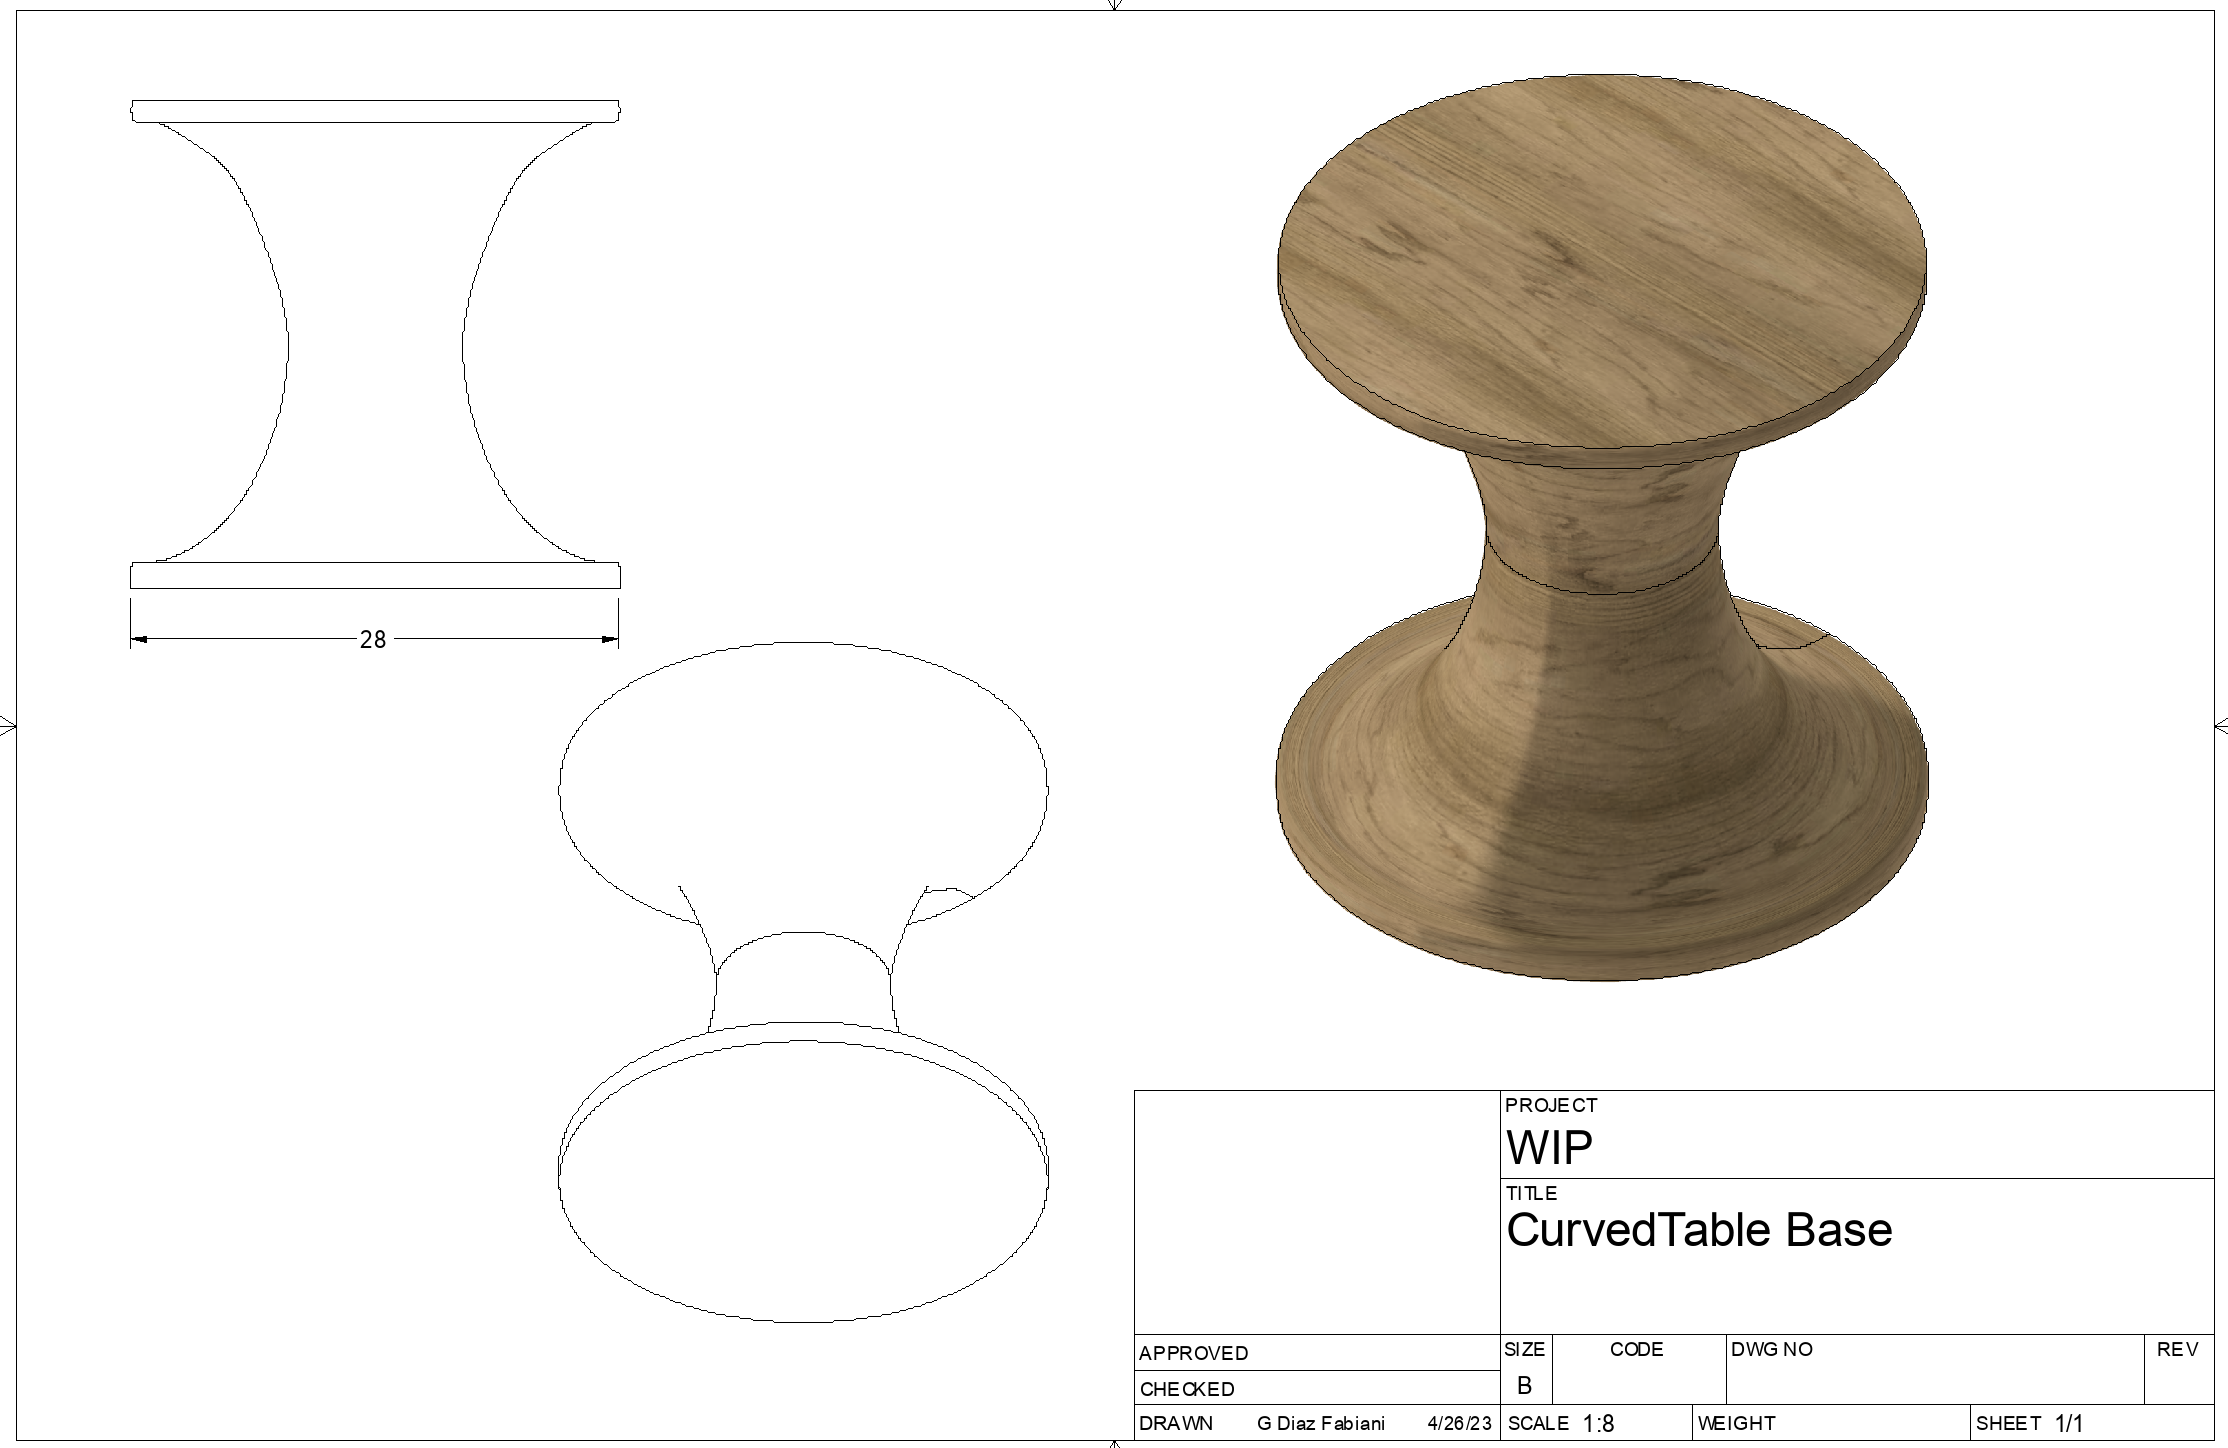 28
PROJECT
WIP
TITLE
CurvedTable Base
APPROVED
CHECKED
DRAWN G Diaz Fabiani 4/26/23
SIZE CODE DWG NO REV
B
SCALE 1:8 WEIGHT SHEET 1/1